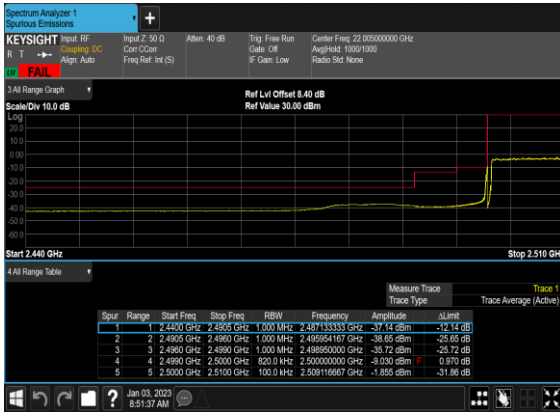 Spectrum Analyzer 1
Spurious Emissions
+
KEYSIGHT
R T
LXI FAIL
Input: RF
Coupling: DC
Align: Auto
Input Z: 50 Ω
Corr CCorr
Freq Ref: Int (S)
Atten: 40 dB
Trig: Free Run
Gate: Off
IF Gain: Low
Center Freq: 22.005000000 GHz
Avg|Hold: 1000/1000
Radio Std: None
3 All Range Graph
Scale/Div 10.0 dB
Ref Lvl Offset 8.40 dB
Ref Value 30.00 dBm
Log
20.0
10.0
0.00
-10.0
-20.0
-30.0
-40.0
-50.0
-60.0
Start 2.440 GHz
Stop 2.510 GH
4 All Range Table
Measure Trace Trace 1
Trace Type Trace Average (Active)
Spur Range Start Freq Stop Freq RBW Frequency Amplitude ΔLimit
1 1 2.4400 GHz 2.4905 GHz 1.000 MHz 2.487133333 GHz -37.14 dBm -12.14 dB
2 2 2.4905 GHz 2.4960 GHz 1.000 MHz 2.495954167 GHz -38.65 dBm -25.65 dB
3 3 2.4960 GHz 2.4990 GHz 1.000 MHz 2.498950000 GHz -35.72 dBm -25.72 dB
4 4 2.4990 GHz 2.5000 GHz 820.0 kHz 2.500000000 GHz -9.030 dBm F 0.970 dB
5 5 2.5000 GHz 2.5100 GHz 100.0 kHz 2.509116667 GHz -1.855 dBm -31.86 dB
?
Jan 03, 2023
8:51:37 AM